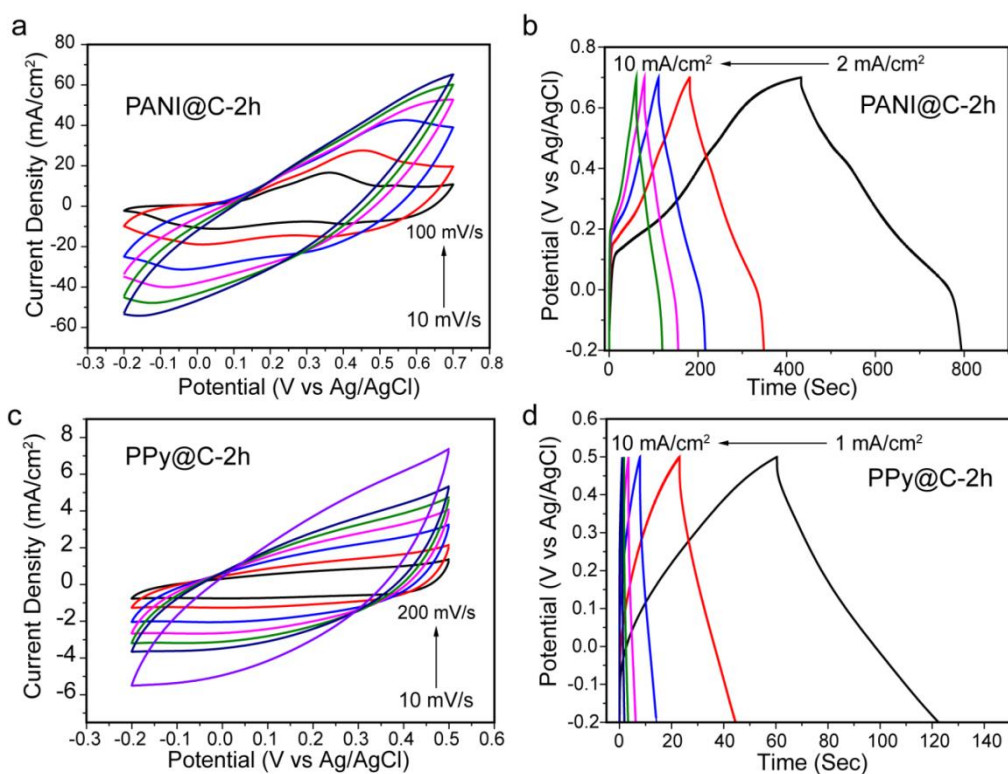 a
80
60
40
20
0
-20
-40
-60
Current Density (mA/cm²)
PANI@C-2h
100 mV/s
10 mV/s
-0.3 -0.2 -0.1 0.0 0.1 0.2 0.3 0.4 0.5 0.6 0.7 0.8
Potential (V vs Ag/AgCl)
b
0.8
0.6
0.4
0.2
0.0
-0.2
Potential (V vs Ag/AgCl)
10 mA/cm² 2 mA/cm²
PANI@C-2h
0 200 400 600 800
Time (Sec)
c
8
6
4
2
0
-2
-4
-6
Current Density (mA/cm²)
PPy@C-2h
200 mV/s
10 mV/s
-0.3 -0.2 -0.1 0.0 0.1 0.2 0.3 0.4 0.5 0.6
Potential (V vs Ag/AgCl)
d
0.5
0.4
0.3
0.2
0.1
0.0
-0.1
-0.2
Potential (V vs Ag/AgCl)
10 mA/cm² 1 mA/cm²
PPy@C-2h
0 20 40 60 80 100 120 140
Time (Sec)